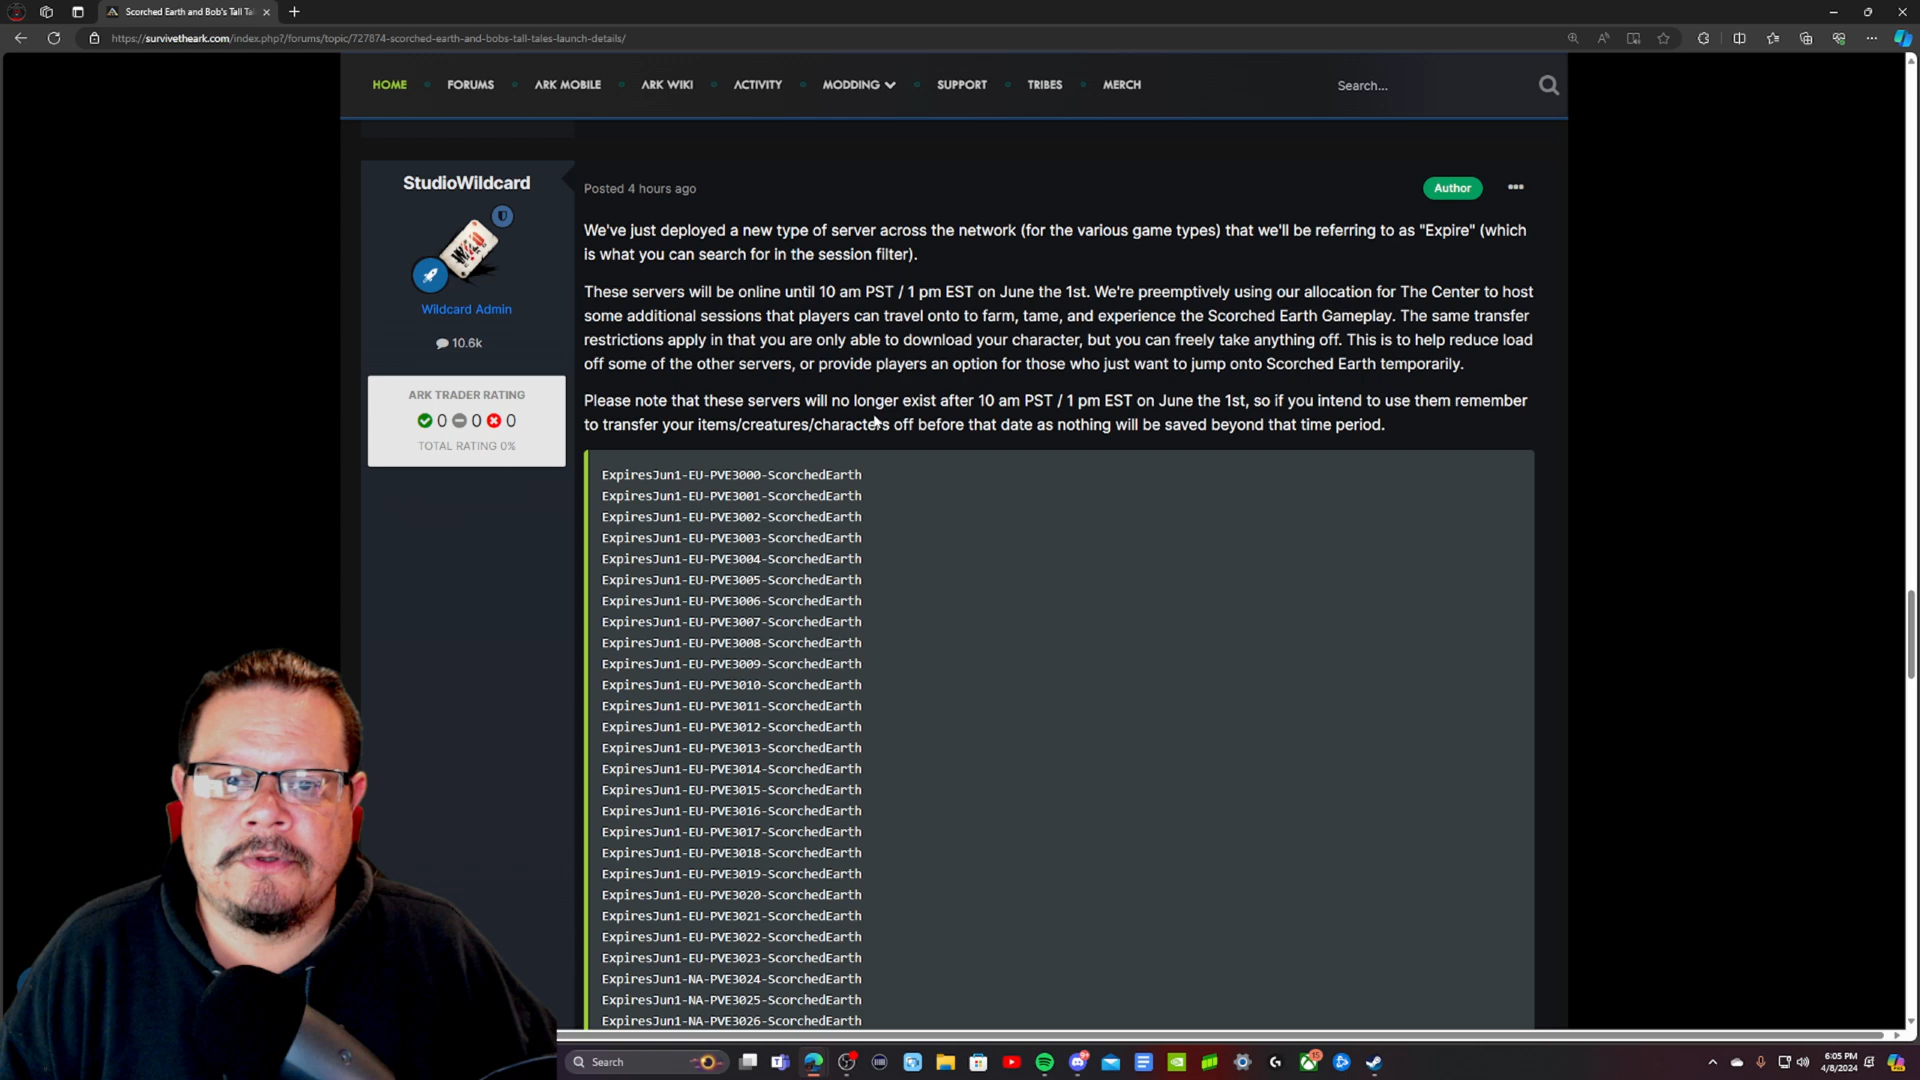 Scorched Earth and Bob's Tall Ta
https://survivetheark.com/index.php?/forums/topic/727874-scorched-earth-and-bobs-tall-tales-launch-details/
HOME FORUMS ARK MOBILE ARK WIKI ACTIVITY MODDING SUPPORT TRIBES MERCH Search...
StudioWildcard
Wildcard Admin
10.6k
ARK TRADER RATING
0 0 0
TOTAL RATING 0%
Posted 4 hours ago
Author
We've just deployed a new type of server across the network (for the various game types) that we'll be referring to as "Expire" (which
is what you can search for in the session filter).
These servers will be online until 10 am PST / 1 pm EST on June the 1st. We're preemptively using our allocation for The Center to host
some additional sessions that players can travel onto to farm, tame, and experience the Scorched Earth Gameplay. The same transfer
restrictions apply in that you are only able to download your character, but you can freely take anything off. This is to help reduce load
off some of the other servers, or provide players an option for those who just want to jump onto Scorched Earth temporarily.
Please note that these servers will no longer exist after 10 am PST / 1 pm EST on June the 1st, so if you intend to use them remember
to transfer your items/creatures/characters off before that date as nothing will be saved beyond that time period.
ExpiresJun1-EU-PVE3000-ScorchedEarth
ExpiresJun1-EU-PVE3001-ScorchedEarth
ExpiresJun1-EU-PVE3002-ScorchedEarth
ExpiresJun1-EU-PVE3003-ScorchedEarth
ExpiresJun1-EU-PVE3004-ScorchedEarth
ExpiresJun1-EU-PVE3005-ScorchedEarth
ExpiresJun1-EU-PVE3006-ScorchedEarth
ExpiresJun1-EU-PVE3007-ScorchedEarth
ExpiresJun1-EU-PVE3008-ScorchedEarth
ExpiresJun1-EU-PVE3009-ScorchedEarth
ExpiresJun1-EU-PVE3010-ScorchedEarth
ExpiresJun1-EU-PVE3011-ScorchedEarth
ExpiresJun1-EU-PVE3012-ScorchedEarth
ExpiresJun1-EU-PVE3013-ScorchedEarth
ExpiresJun1-EU-PVE3014-ScorchedEarth
ExpiresJun1-EU-PVE3015-ScorchedEarth
ExpiresJun1-EU-PVE3016-ScorchedEarth
ExpiresJun1-EU-PVE3017-ScorchedEarth
ExpiresJun1-EU-PVE3018-ScorchedEarth
ExpiresJun1-EU-PVE3019-ScorchedEarth
ExpiresJun1-EU-PVE3020-ScorchedEarth
ExpiresJun1-EU-PVE3021-ScorchedEarth
ExpiresJun1-EU-PVE3022-ScorchedEarth
ExpiresJun1-EU-PVE3023-ScorchedEarth
ExpiresJun1-NA-PVE3024-ScorchedEarth
ExpiresJun1-NA-PVE3025-ScorchedEarth
ExpiresJun1-NA-PVE3026-ScorchedEarth
Search
6:05 PM
4/8/2024